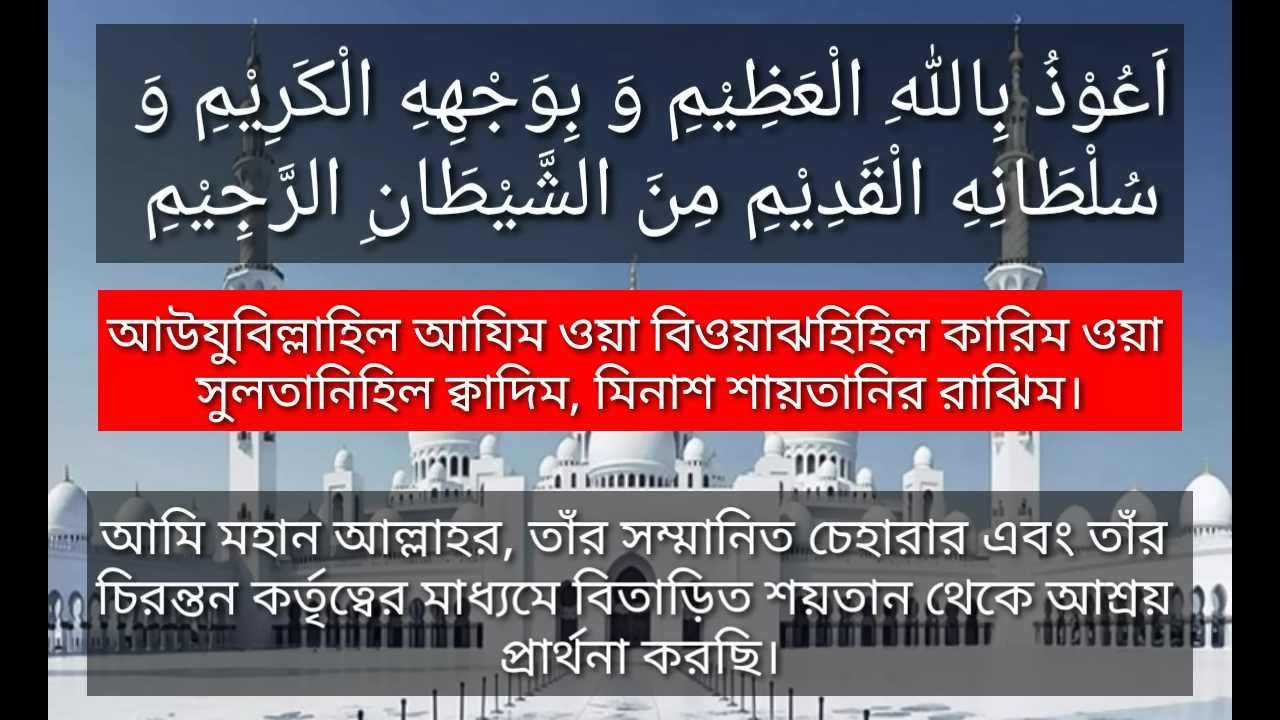 اَعُوْذُ بِاللّٰهِ الْعَظِيْمِ وَ بِوَجْهِهِ الْكَرِيْمِ وَ
سُلْطَانِهِ الْقَدِيْمِ مِنَ الشَّيْطَانِ الرَّجِيْمِ
আউযুবিল্লাহিল আযিম ওয়া বিওয়াঝহিহিল কারিম ওয়া
সুলতানিহিল ক্বাদিম, মিনাশ শায়তানির রাঝিম।
আমি মহান আল্লাহর, তাঁর সম্মানিত চেহারার এবং তাঁর
চিরন্তন কর্তৃত্বের মাধ্যমে বিতাড়িত শয়তান থেকে আশ্রয়
প্রার্থনা করছি।